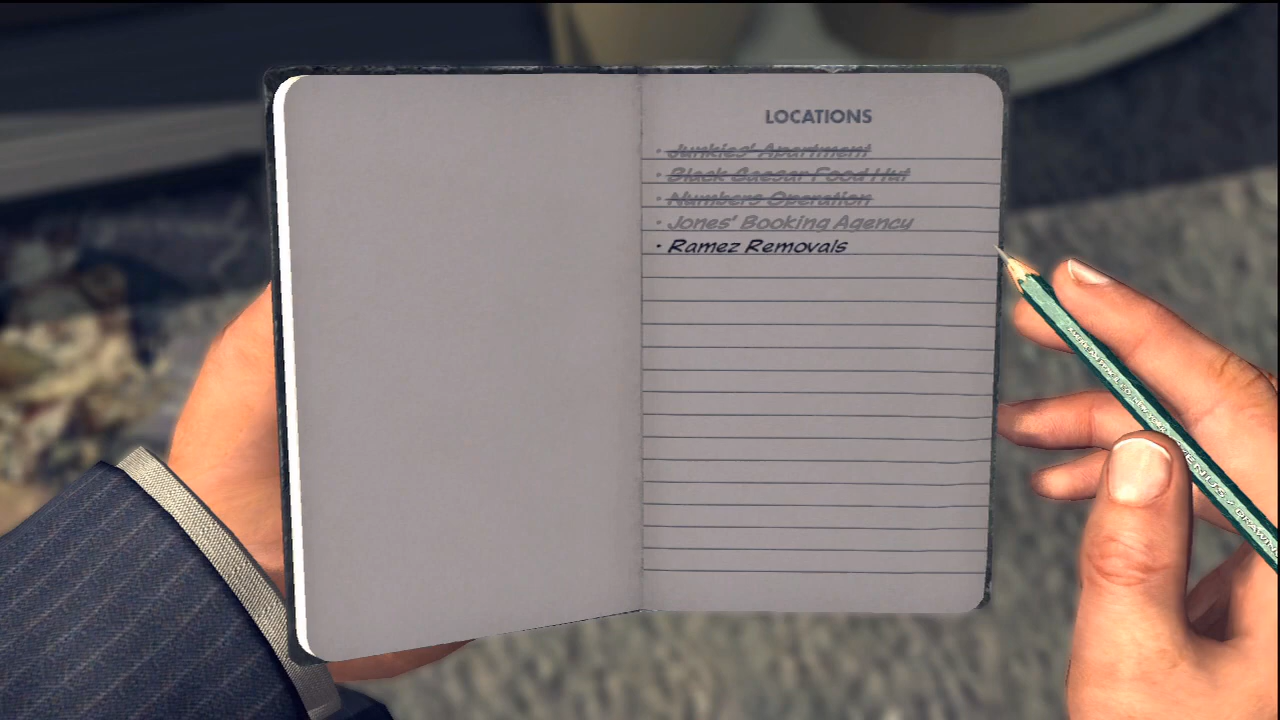 LOCATIONS
· Junkies' Apartment
· Black Caesar Food Hut
· Numbers Operation
· Jones' Booking Agency
· Ramez Removals